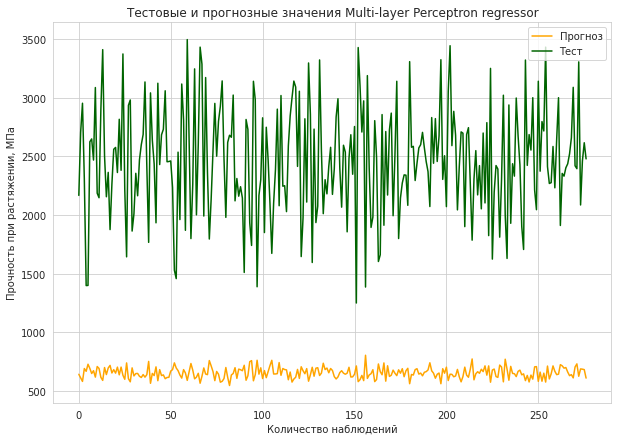 Тестовые и прогнозные значения Multi-layer Perceptron regressor
Прогноз
Тест
Прочность при растяжении, МПа
3500
3000
2500
2000
1500
1000
500
0
50
100
150
200
250
Количество наблюдений